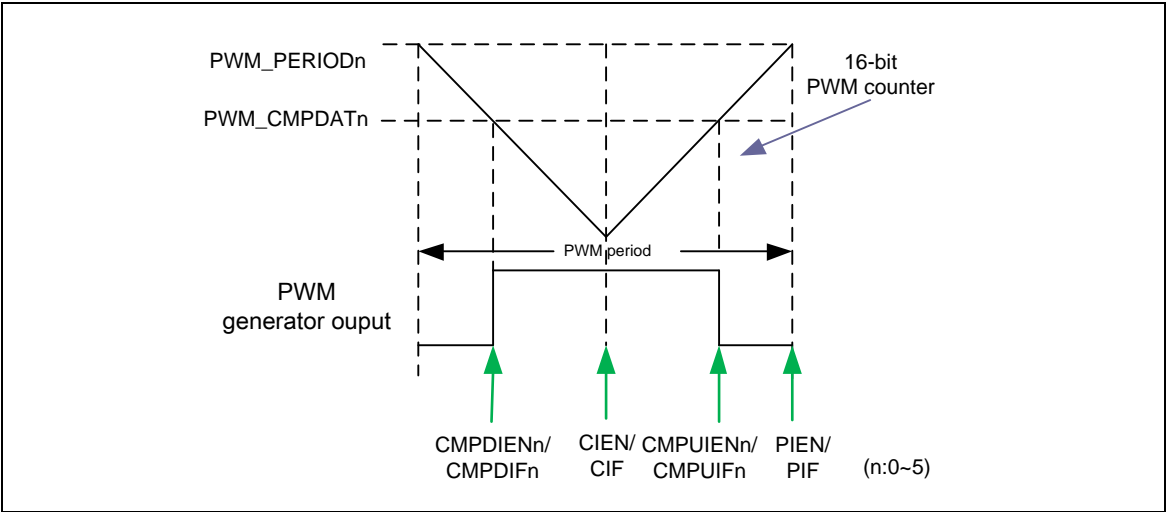 PWM_PERIODn
16-bit
PWM counter
PWM_CMPDATn
PWM period
PWM
generator ouput
CMPDIENn/
CMPDIFn
CIEN/
CIF
CMPUIENn/
CMPUIFn
PIEN/
PIF
(n:0~5)